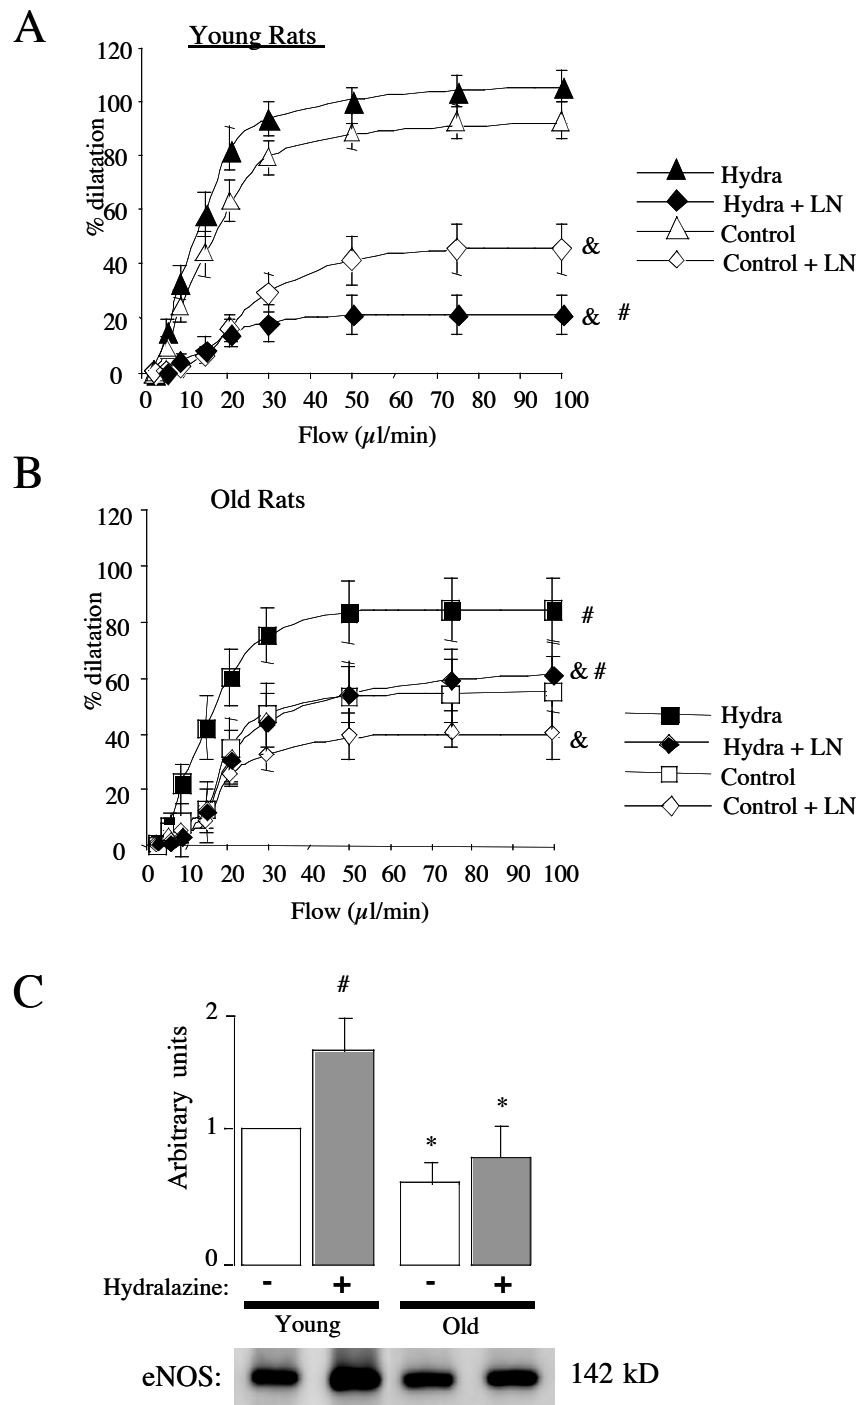 A
Young Rats
120
100
80
60
40
20
0
% dilatation
0 10 20 30 50 60 40 70 80 90 100
Flow (µl/min)
&
& #
Hydra
Hydra + LN
Control
Control + LN
B
Old Rats
120
100
80
60
40
20
0
% dilatation
0 10 20 30 40 50 60 70 80 90 100
Flow (µl/min)
#
& #
&
Hydra
Hydra + LN
Control
Control + LN
C
2
1
0
Arbitrary units
#
*
*
Hydralazine: - + - +
Young Old
eNOS: 142 kD